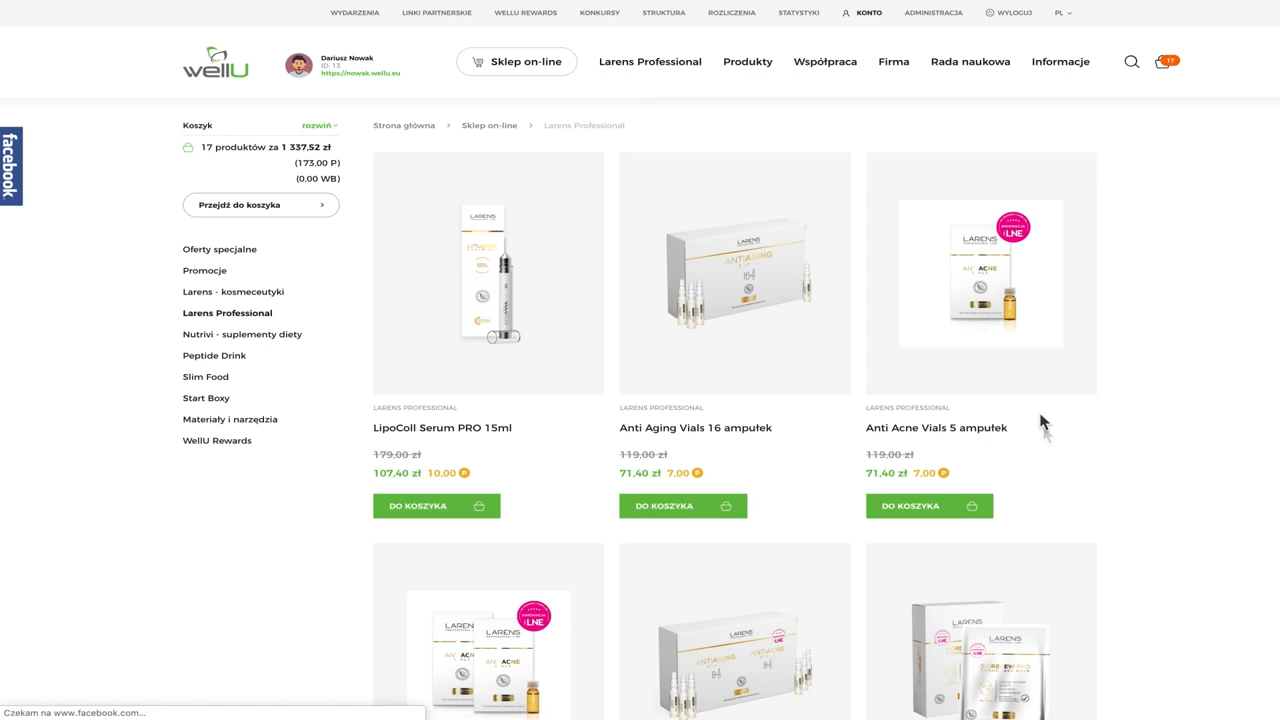 WYDARZENIA LINKI PARTNERSKIE WELLU REWARDS KONKURSY STRUKTURA ROZLICZENIA STATYSTYKI KONTO ADMINISTRACJA WYLOGUJ PL
wellU
Dariusz Nowak
ID: 13
https://nowak.wellu.eu
Sklep on-line Larens Professional Produkty Współpraca Firma Rada naukowa Informacje 17
facebook
Koszyk rozwiń
17 produktów za 1 337,52 zł
(173,00 P)
(0,00 WB)
Przejdź do koszyka
Oferty specjalne
Promocje
Larens - kosmeceutyki
Larens Professional
Nutrivi - suplementy diety
Peptide Drink
Slim Food
Start Boxy
Materiały i narzędzia
WellU Rewards
Strona główna > Sklep on-line > Larens Professional
LARENS
50%
LARENS
ANTIAGING
LARENS
ANTI ACNE
INNOWACJA
LNE
LARENS PROFESSIONAL
LipoColl Serum PRO 15ml
179,00 zł
107,40 zł 10,00 P
DO KOSZYKA
LARENS PROFESSIONAL
Anti Aging Vials 16 ampułek
119,00 zł
71,40 zł 7,00 P
DO KOSZYKA
LARENS PROFESSIONAL
Anti Acne Vials 5 ampułek
119,00 zł
71,40 zł 7,00 P
DO KOSZYKA
INNOWACJA
LNE
LARENS
LARENS
LARENS
ANTIAGING
ANTIACNE
LARENS
LARENS
Czekam na www.facebook.com...